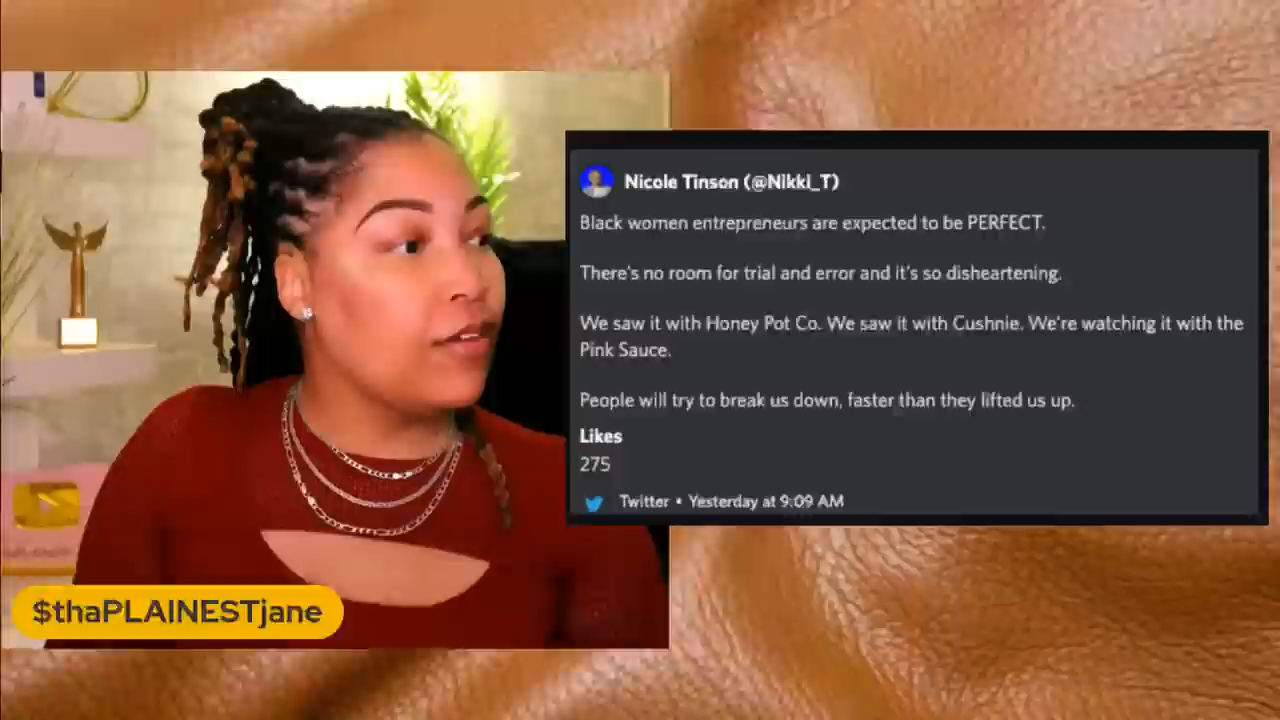 Nicole Tinson (@Nikki_T)
Black women entrepreneurs are expected to be PERFECT.
There's no room for trial and error and it's so disheartening.
We saw it with Honey Pot Co. We saw it with Cushnie. We're watching it with the
Pink Sauce.
People will try to break us down, faster than they lifted us up.
Likes
275
Twitter • Yesterday at 9:09 AM
$thaPLAINESTjane